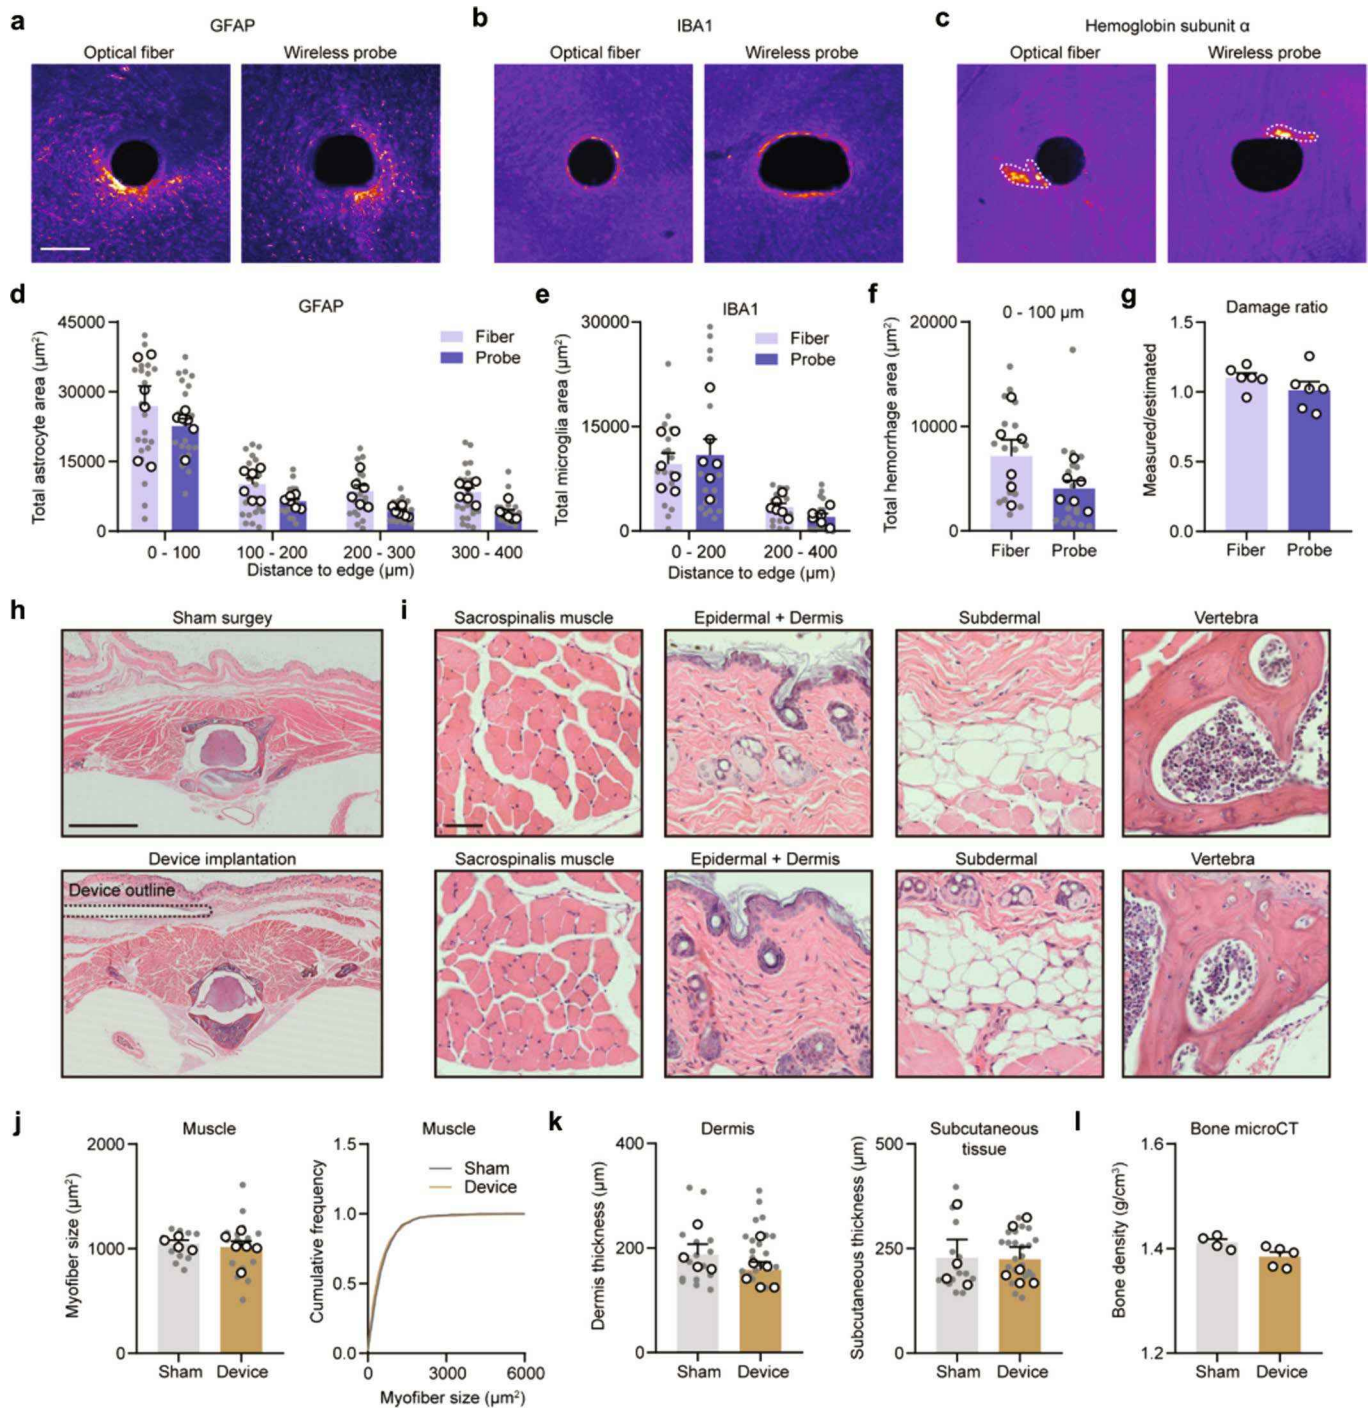 a
GFAP
Optical fiber
Wireless probe
b
IBA1
Optical fiber
Wireless probe
c
Hemoglobin subunit α
Optical fiber
Wireless probe
d
GFAP
Total astrocyte area (µm²)
45000
30000
15000
0
Fiber
Probe
0 - 100
100 - 200
200 - 300
300 - 400
Distance to edge (µm)
e
IBA1
Total microglia area (µm²)
30000
15000
0
Fiber
Probe
0 - 200
200 - 400
Distance to edge (µm)
f
0 - 100 µm
Total hemorrhage area (µm²)
20000
10000
0
Fiber
Probe
g
Damage ratio
Measured/estimated
1.5
1.0
0.5
0.0
Fiber
Probe
h
Sham surgey
Device implantation
Device outline
i
Sacrospinalis muscle
Epidermal + Dermis
Subdermal
Vertebra
Sacrospinalis muscle
Epidermal + Dermis
Subdermal
Vertebra
j
Muscle
Myofiber size (µm²)
2000
1000
0
Sham
Device
Muscle
Cumulative frequency
1.5
1.0
0.5
0.0
Sham
Device
0
3000
6000
Myofiber size (µm²)
k
Dermis
Dermis thickness (µm)
400
200
0
Sham
Device
Subcutaneous
tissue
Subcutaneous thickness (µm)
500
250
0
Sham
Device
l
Bone microCT
Bone density (g/cm³)
1.6
1.4
1.2
Sham
Device